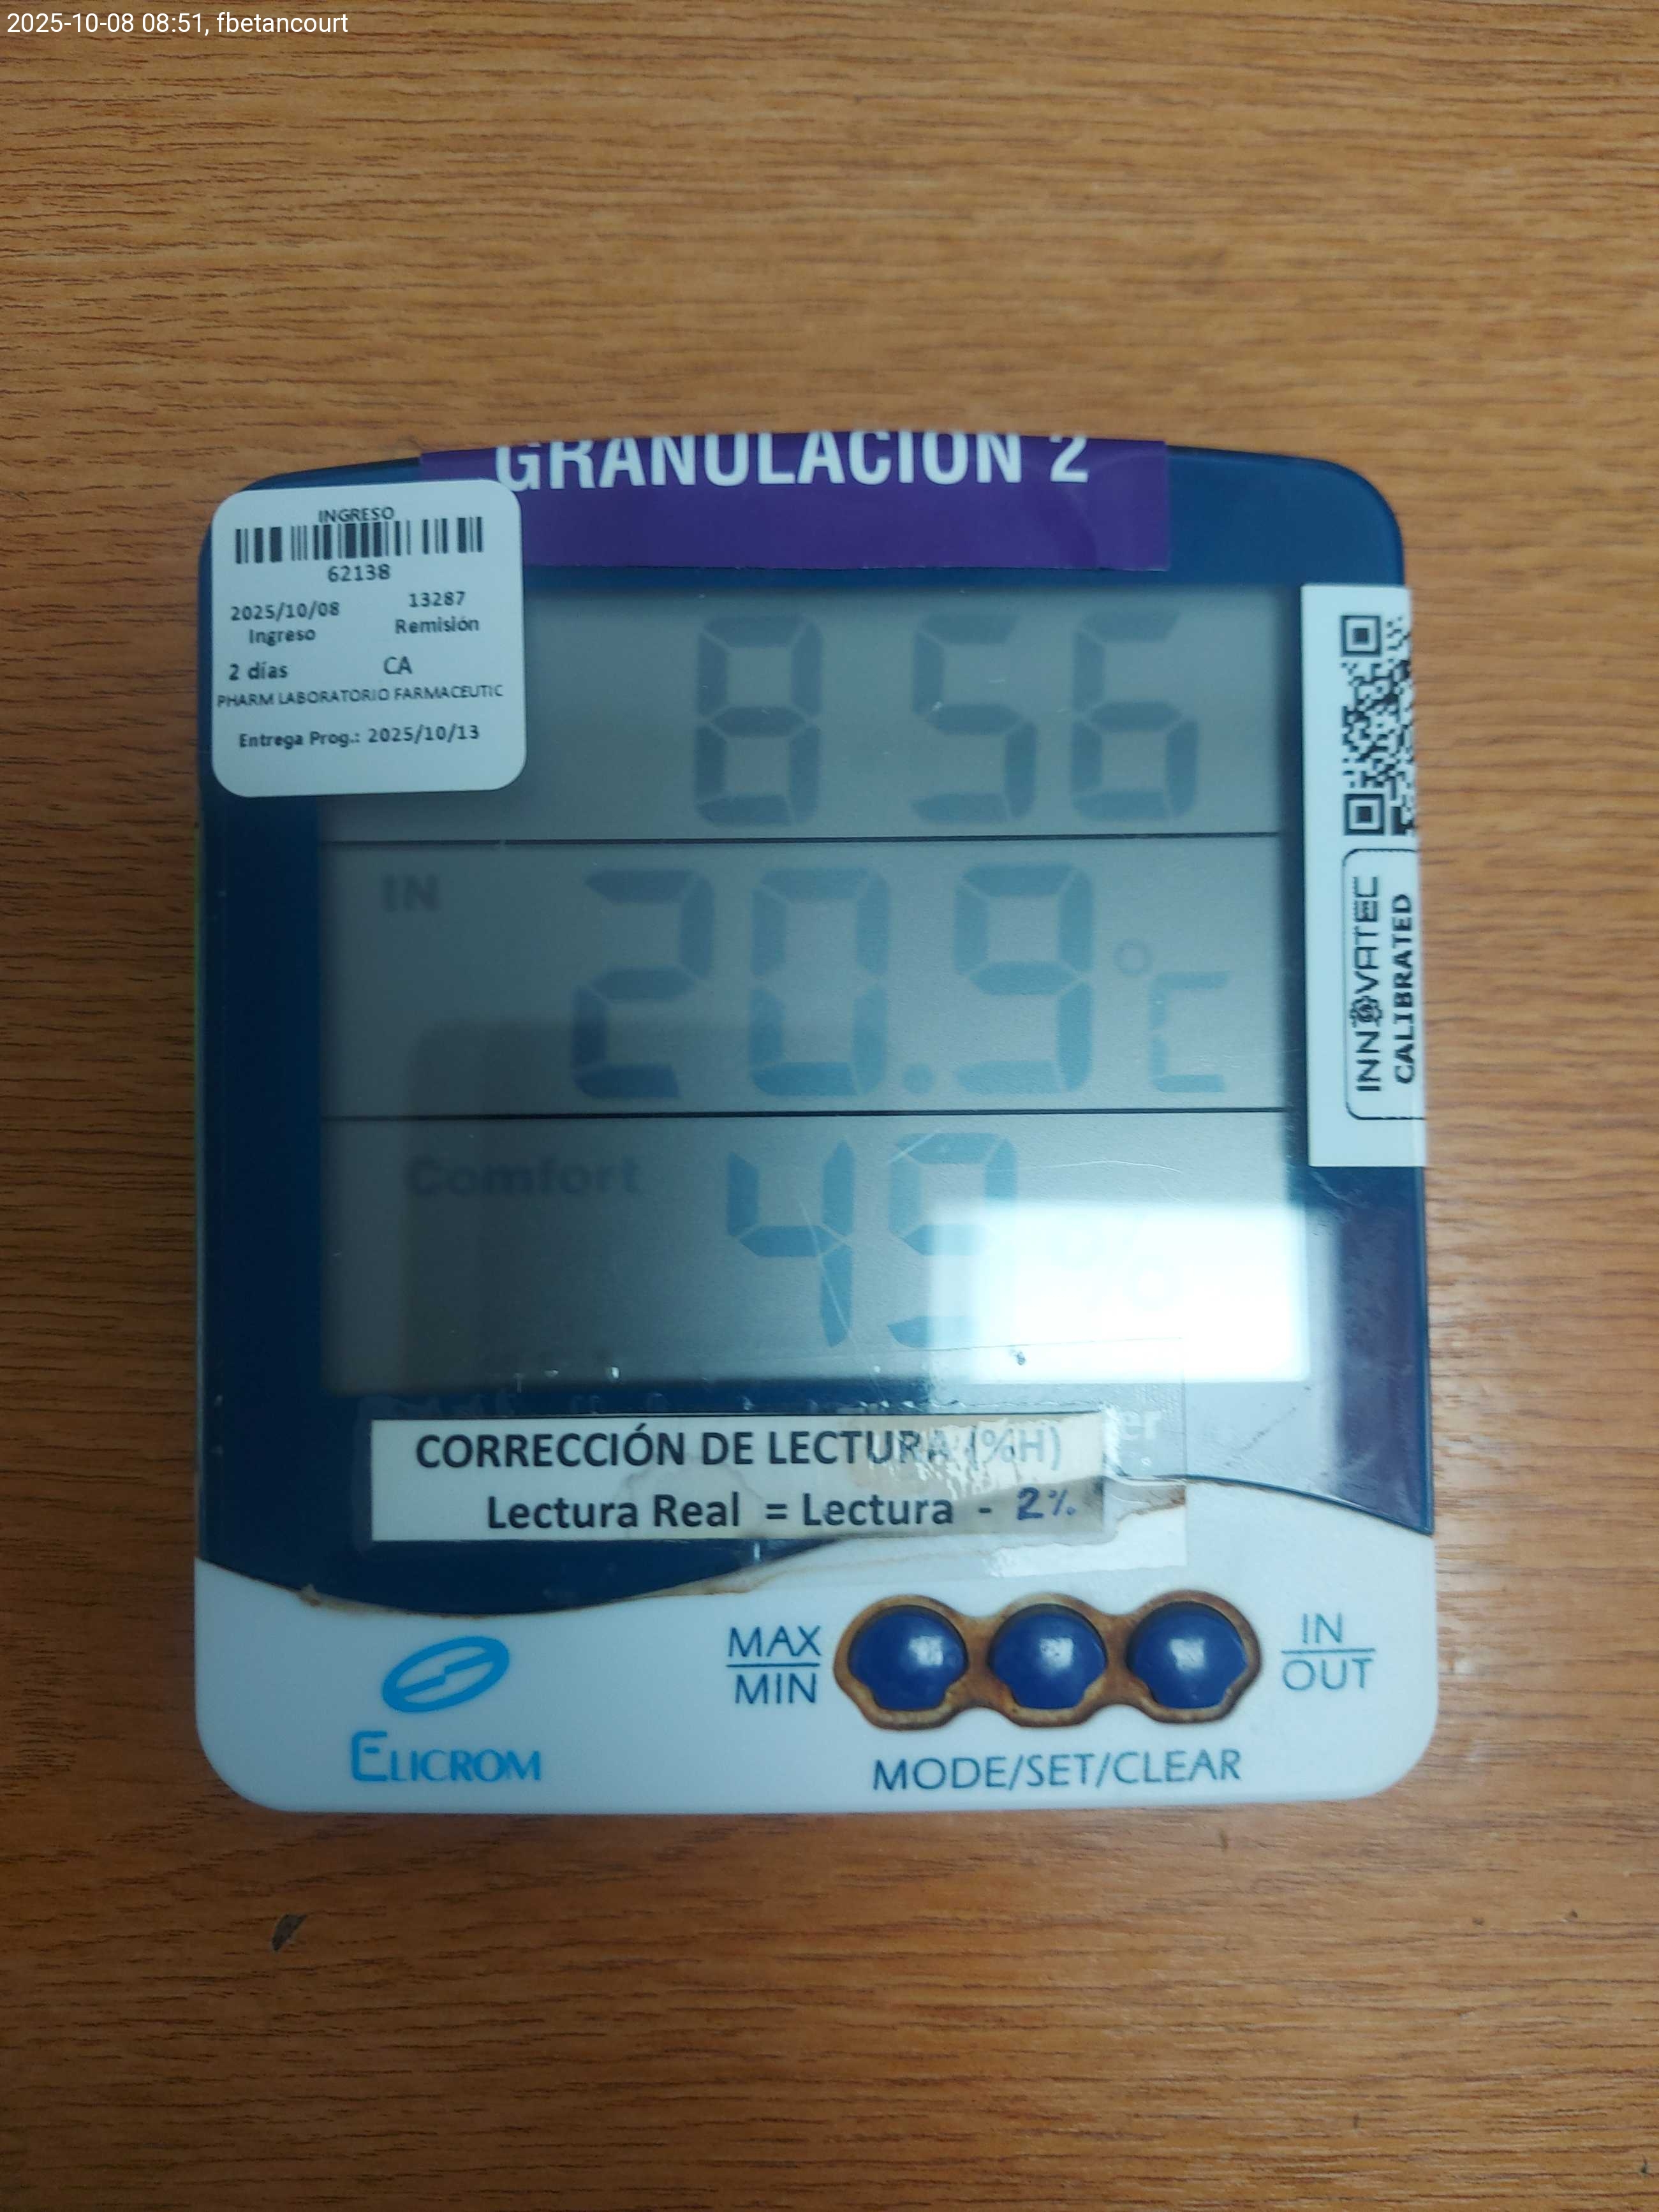 2025-10-08 08:51, fbetancourt
GRANULACION 2
INGRESO
62138
2025/10/08 13287
Ingreso Remisión
2 días CA
PHARM LABORATORIO FARMACEUTIC
Entrega Prog.: 2025/10/13
8 56
IN
20.9 °C
Comfort
49 %
INNOVATEC
CALIBRATED
er
CORRECCIÓN DE LECTURA (%H)
Lectura Real = Lectura - 2%
MAX
MIN
IN
OUT
MODE/SET/CLEAR
ELICROM